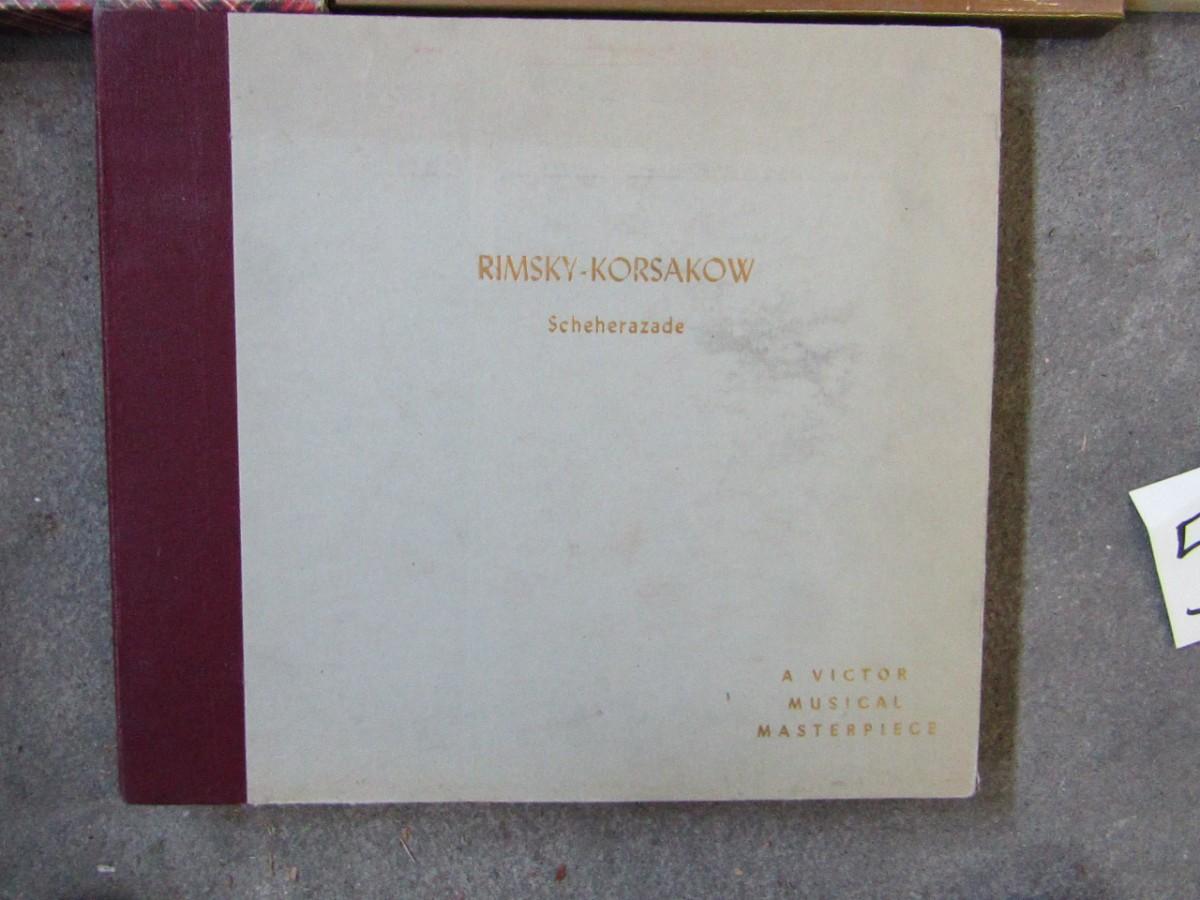 RIMSKY-KORSAKOW
Scheherazade
A VICTOR
MUSICAL
MASTERPIECE